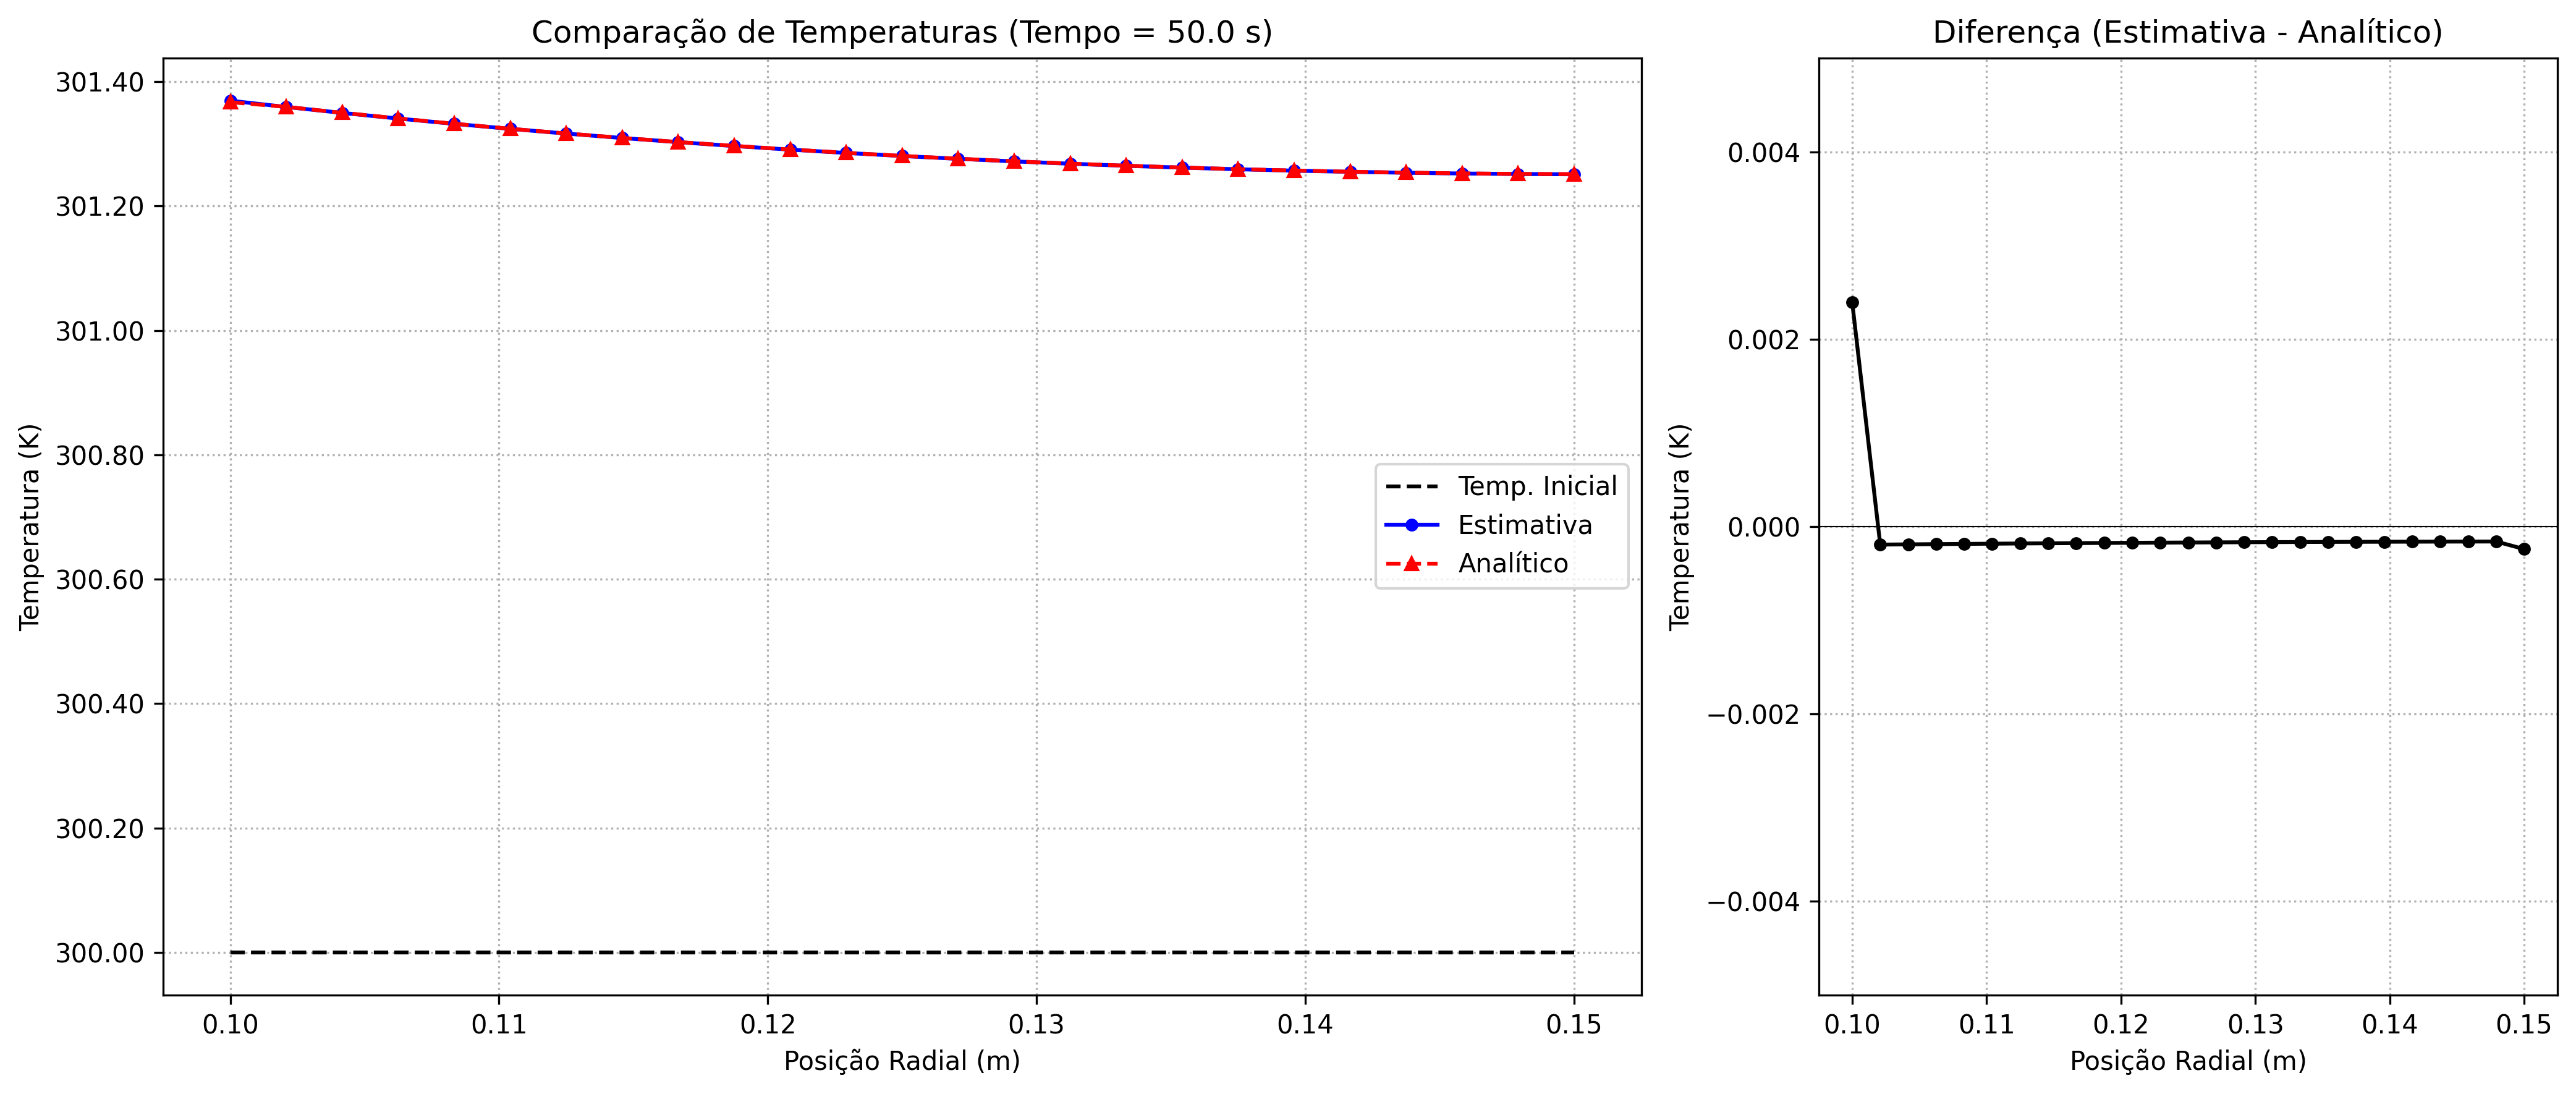 Comparação de Temperaturas (Tempo = 50.0 s)
Temperatura (K)
301.40
301.20
301.00
300.80
300.60
300.40
300.20
300.00
0.10
0.11
0.12
0.13
0.14
0.15
Posição Radial (m)
Temp. Inicial
Estimativa
Analítico
Diferença (Estimativa - Analítico)
Temperatura (K)
0.004
0.002
0.000
−0.002
−0.004
0.10
0.11
0.12
0.13
0.14
0.15
Posição Radial (m)